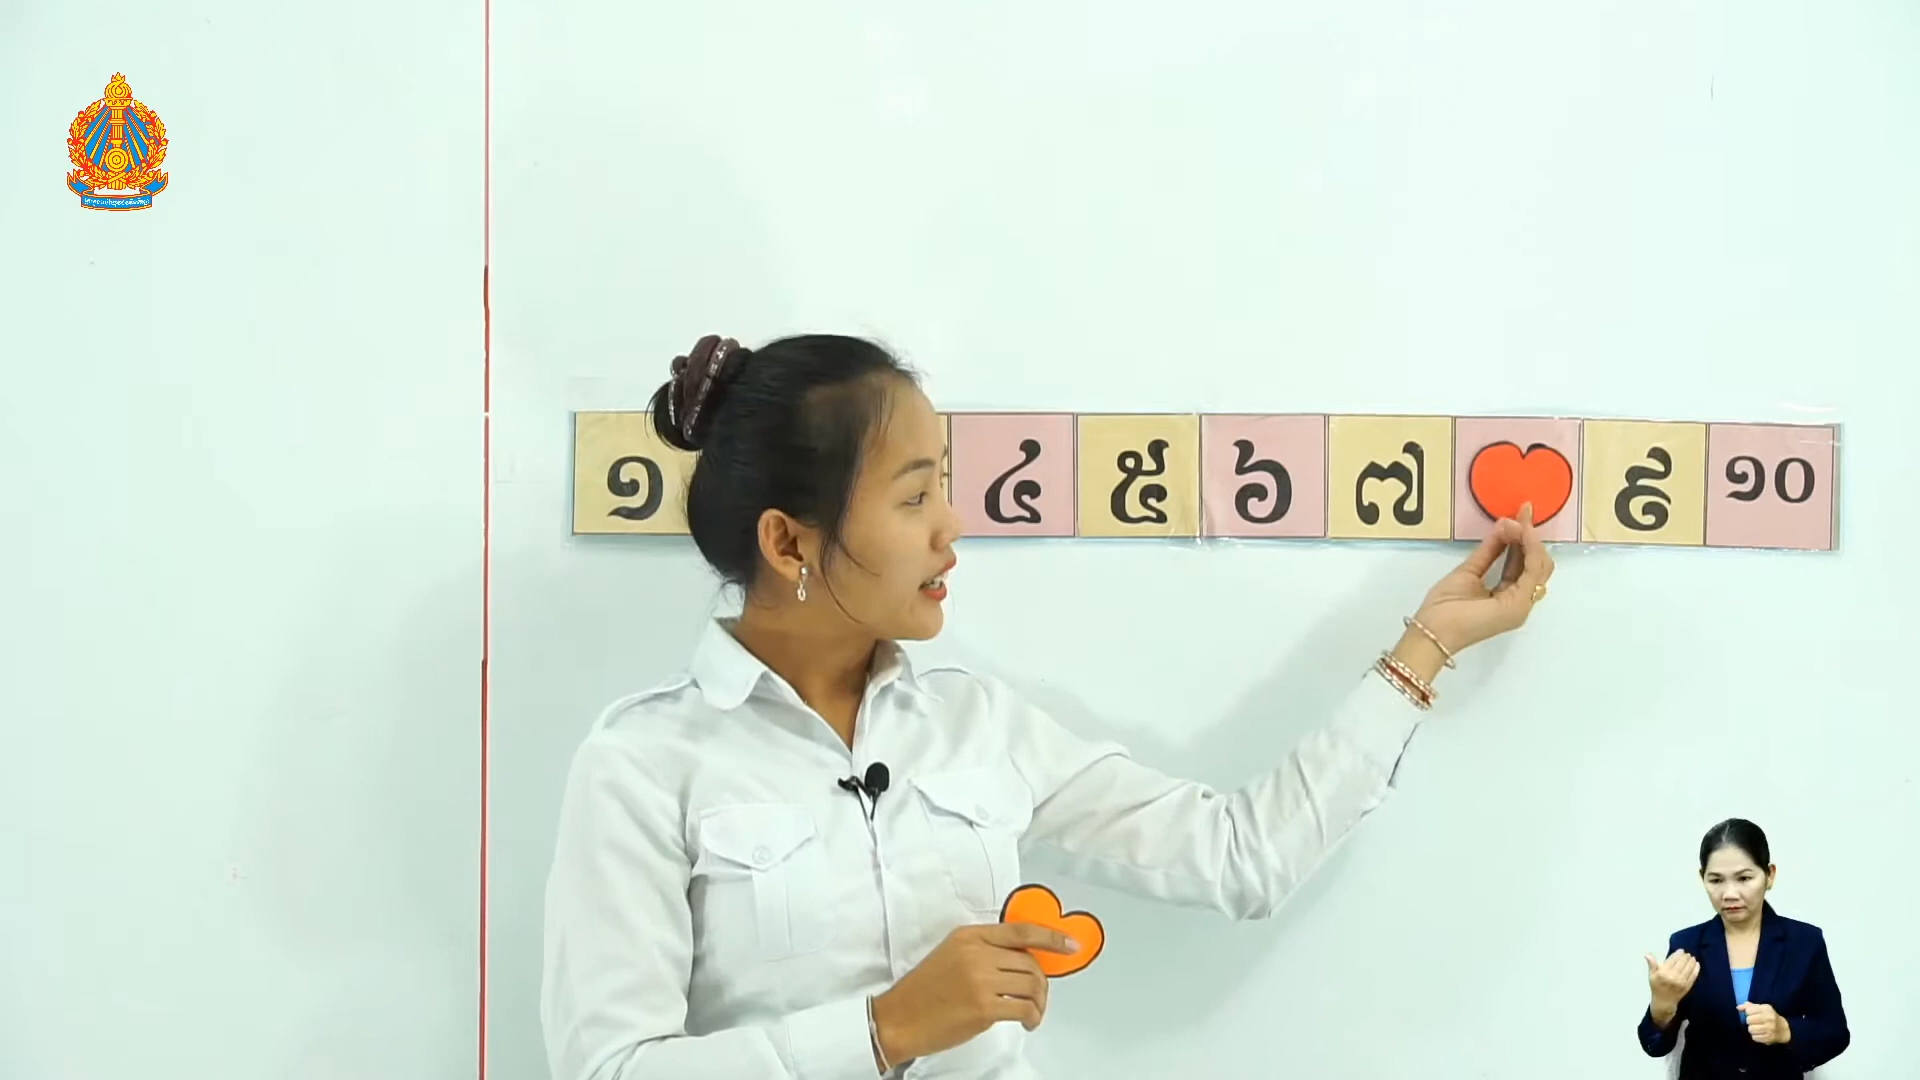 ១ ៤ ៥ ៦ ៧ ៩ ១០